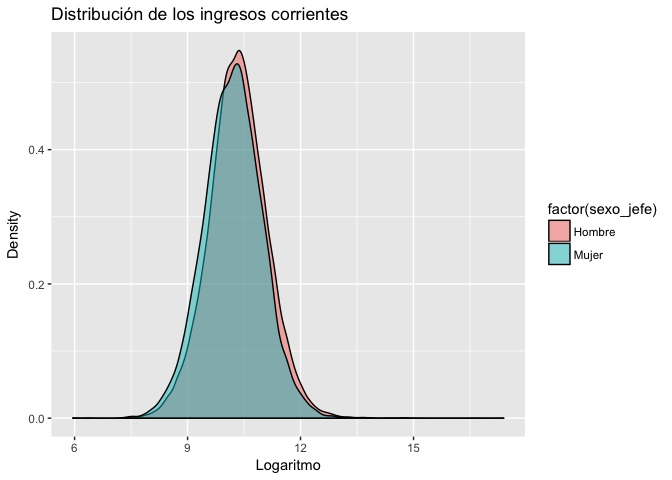 Distribución de los ingresos corrientes
Density
0.4
0.2
0.0
6
9
12
15
Logaritmo
factor(sexo_jefe)
Hombre
Mujer